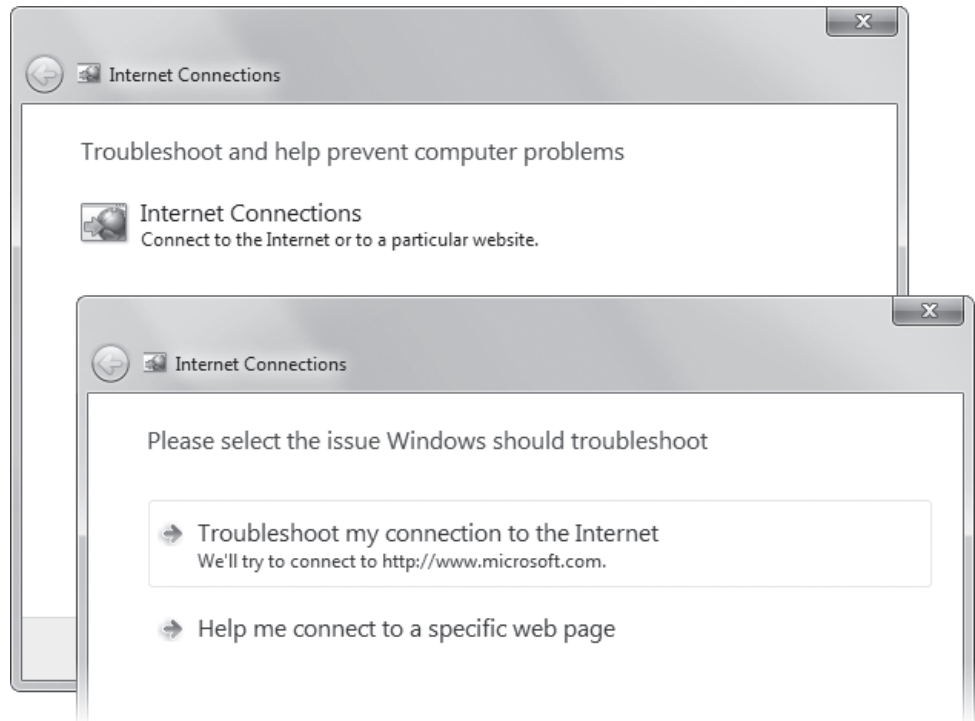 Internet Connections
Troubleshoot and help prevent computer problems
Internet Connections
Connect to the Internet or to a particular website.
Internet Connections
Please select the issue Windows should troubleshoot
Troubleshoot my connection to the Internet
We'll try to connect to http://www.microsoft.com.
Help me connect to a specific web page